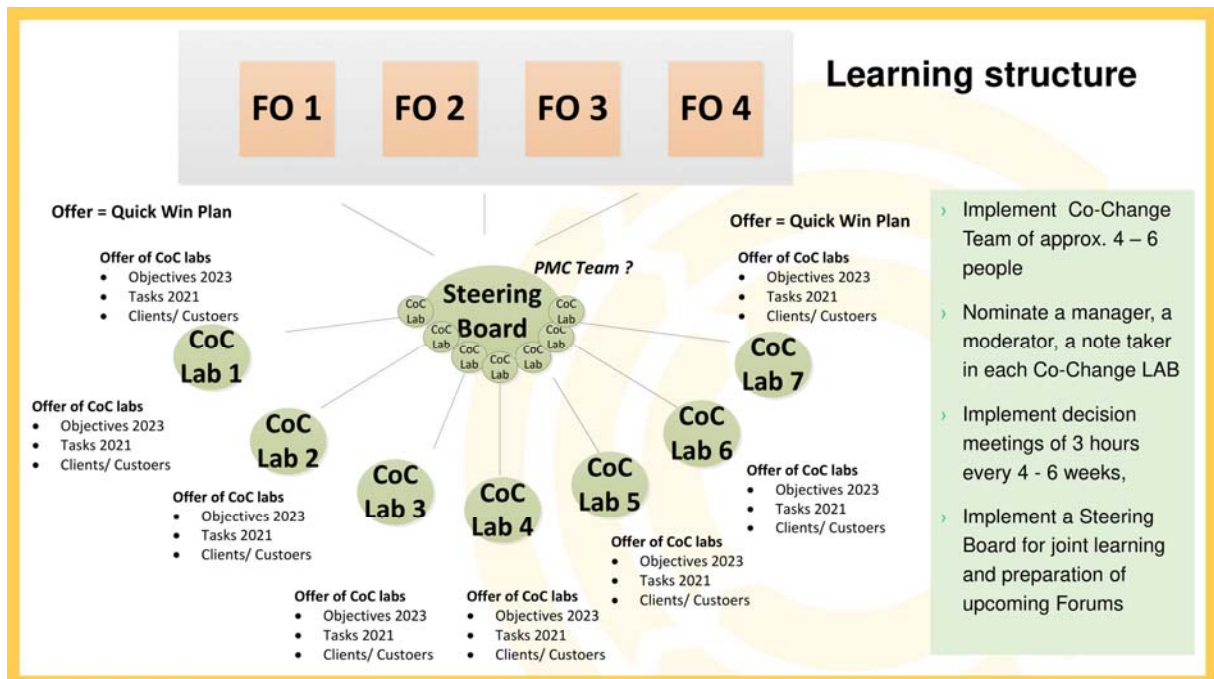 Learning structure
FO 1
FO 2
FO 3
FO 4
Offer = Quick Win Plan
Offer = Quick Win Plan
PMC Team ?
Steering
Board
CoC
Lab
CoC
Lab
CoC
Lab
CoC
Lab
CoC
Lab
CoC
Lab
CoC
Lab
Offer of CoC labs
• Objectives 2023
• Tasks 2021
• Clients/ Custoers
CoC
Lab 1
Offer of CoC labs
• Objectives 2023
• Tasks 2021
• Clients/ Custoers
CoC
Lab 2
Offer of CoC labs
• Objectives 2023
• Tasks 2021
• Clients/ Custoers
CoC
Lab 3
Offer of CoC labs
• Objectives 2023
• Tasks 2021
• Clients/ Custoers
CoC
Lab 4
Offer of CoC labs
• Objectives 2023
• Tasks 2021
• Clients/ Custoers
CoC
Lab 5
Offer of CoC labs
• Objectives 2023
• Tasks 2021
• Clients/ Custoers
CoC
Lab 6
Offer of CoC labs
• Objectives 2023
• Tasks 2021
• Clients/ Custoers
CoC
Lab 7
Offer of CoC labs
• Objectives 2023
• Tasks 2021
• Clients/ Custoers
› Implement Co-Change
Team of approx. 4 – 6
people
› Nominate a manager, a
moderator, a note taker
in each Co-Change LAB
› Implement decision
meetings of 3 hours
every 4 - 6 weeks,
› Implement a Steering
Board for joint learning
and preparation of
upcoming Forums